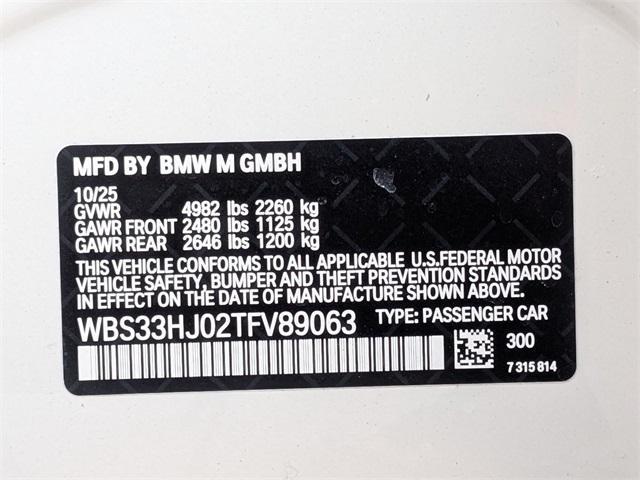 MFD BY BMW M GMBH
10/25
GVWR 4982 lbs 2260 kg
GAWR FRONT 2480 lbs 1125 kg
GAWR REAR 2646 lbs 1200 kg
THIS VEHICLE CONFORMS TO ALL APPLICABLE U.S.FEDERAL MOTOR
VEHICLE SAFETY, BUMPER AND THEFT PREVENTION STANDARDS
IN EFFECT ON THE DATE OF MANUFACTURE SHOWN ABOVE.
WBS33HJ02TFV89063 TYPE: PASSENGER CAR
300
7 315 814